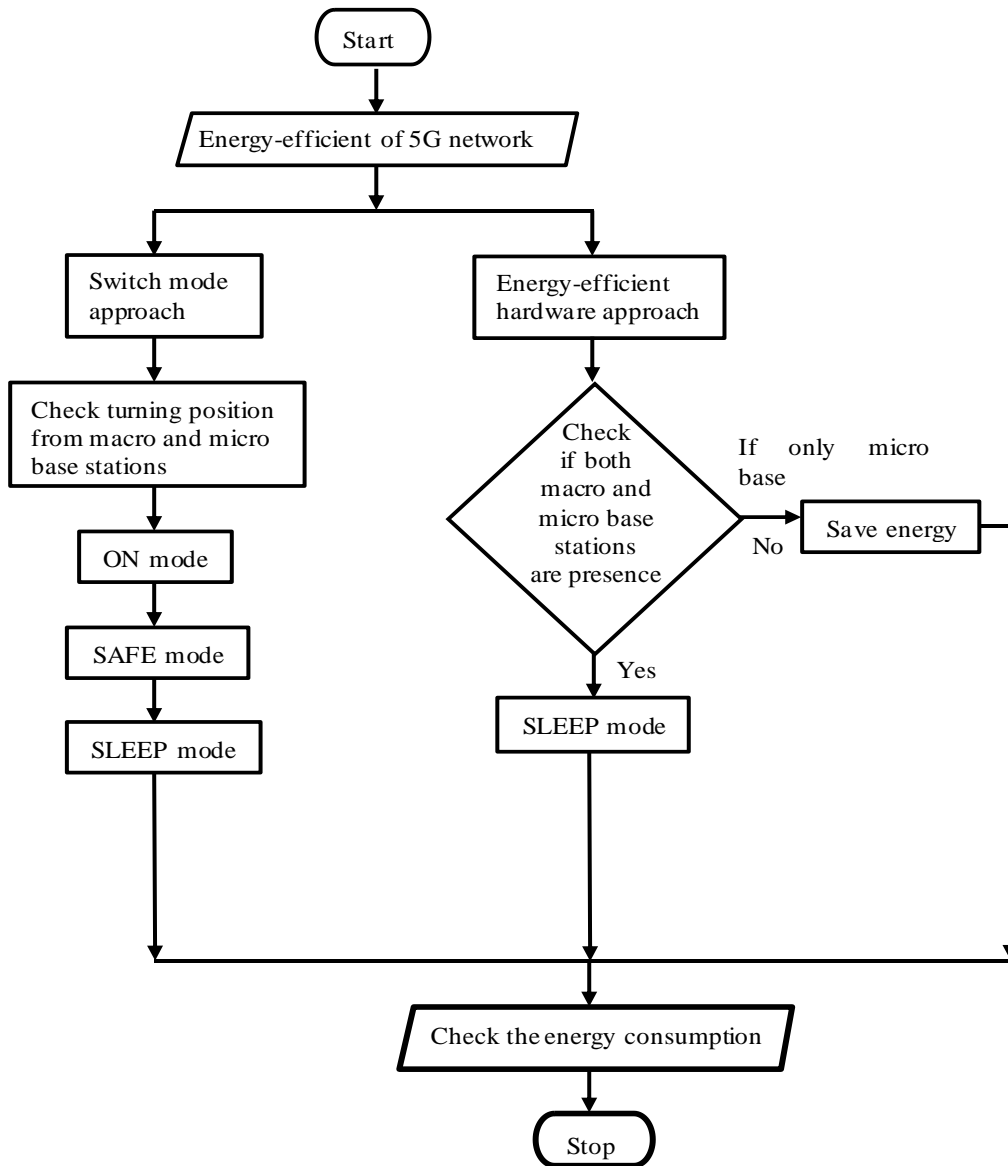 Start
Energy-efficient of 5G network
Switch mode
approach
Energy-efficient
hardware approach
Check turning position
from macro and micro
base stations
Check
if both
macro and
micro base
stations
are presence
If only micro
base
No
Save energy
ON mode
SAFE mode
Yes
SLEEP mode
SLEEP mode
Check the energy consumption
Stop